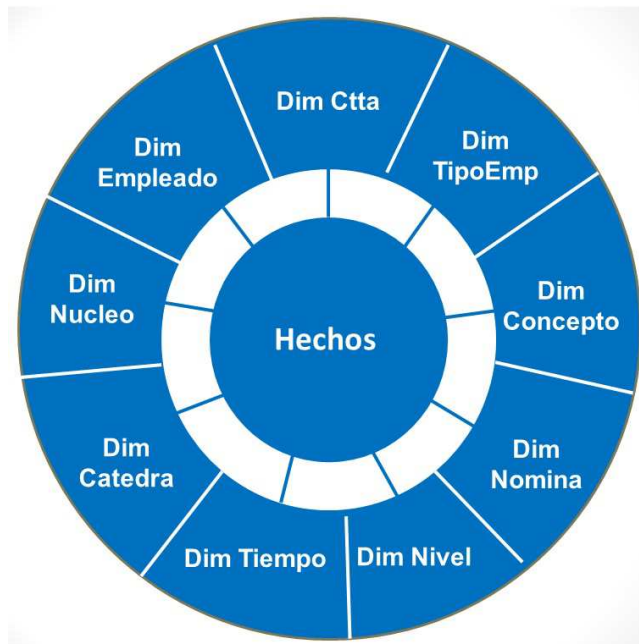 Dim Ctta
Dim
TipoEmp
Dim
Concepto
Dim
Nomina
Dim Nivel
Dim Tiempo
Dim
Catedra
Dim
Nucleo
Dim
Empleado
Hechos